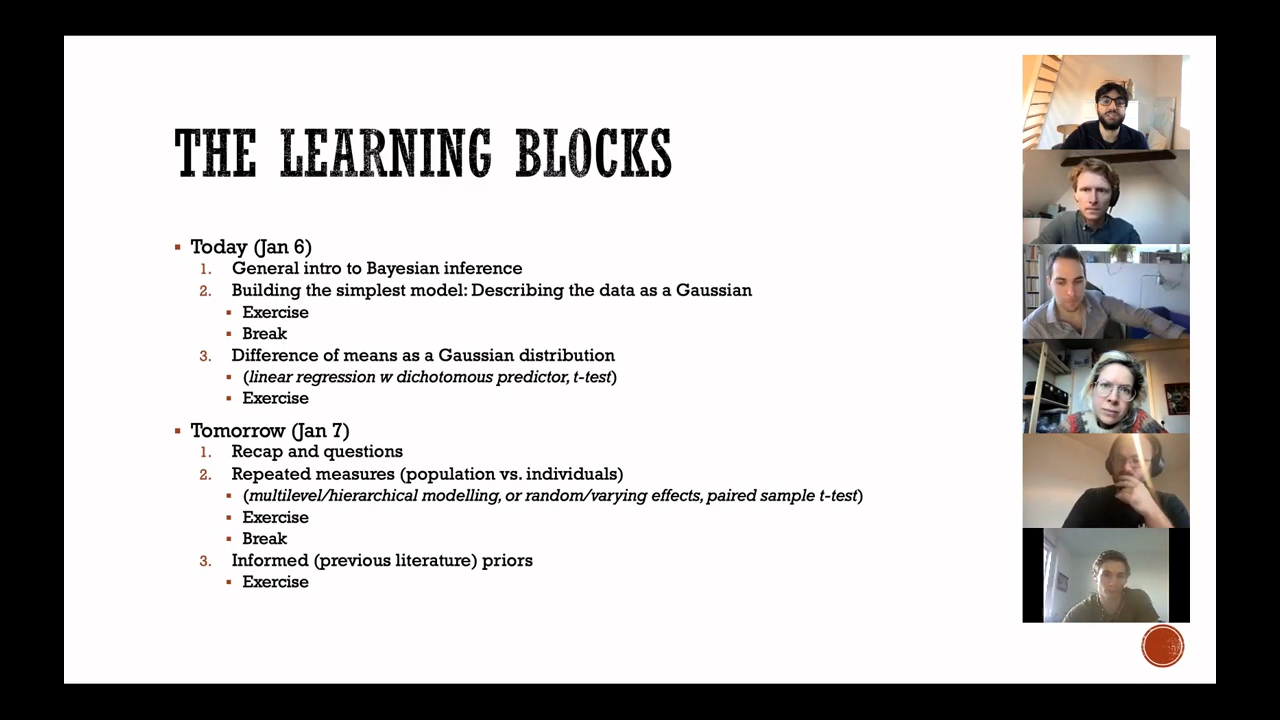 THE LEARNING BLOCKS
▪ Today (Jan 6)
1. General intro to Bayesian inference
2. Building the simplest model: Describing the data as a Gaussian
▪ Exercise
▪ Break
3. Difference of means as a Gaussian distribution
▪ (linear regression w dichotomous predictor, t-test)
▪ Exercise
▪ Tomorrow (Jan 7)
1. Recap and questions
2. Repeated measures (population vs. individuals)
▪ (multilevel/hierarchical modelling, or random/varying effects, paired sample t-test)
▪ Exercise
▪ Break
3. Informed (previous literature) priors
▪ Exercise